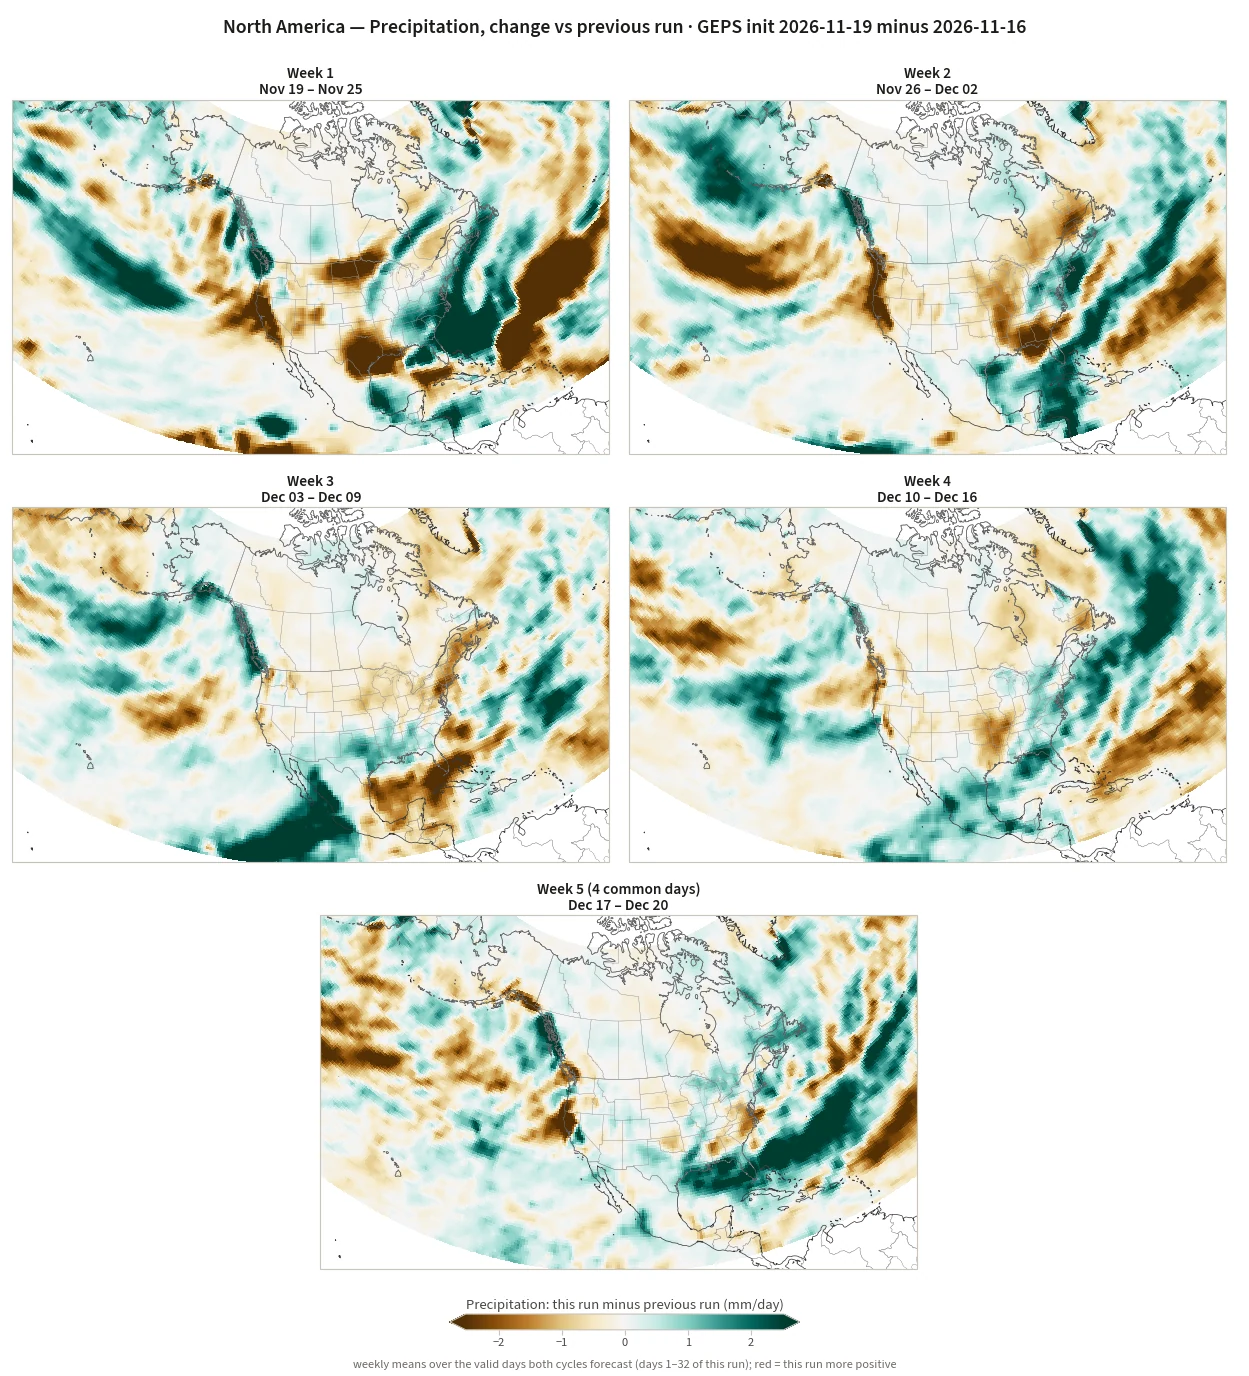 North America — Precipitation, change vs previous run · GEPS init 2026-11-19 minus 2026-11-16
Week 1
Nov 19 – Nov 25
Week 2
Nov 26 – Dec 02
Week 3
Dec 03 – Dec 09
Week 4
Dec 10 – Dec 16
Week 5 (4 common days)
Dec 17 – Dec 20
Precipitation: this run minus previous run (mm/day)
−2 −1 0 1 2
weekly means over the valid days both cycles forecast (days 1–32 of this run); red = this run more positive